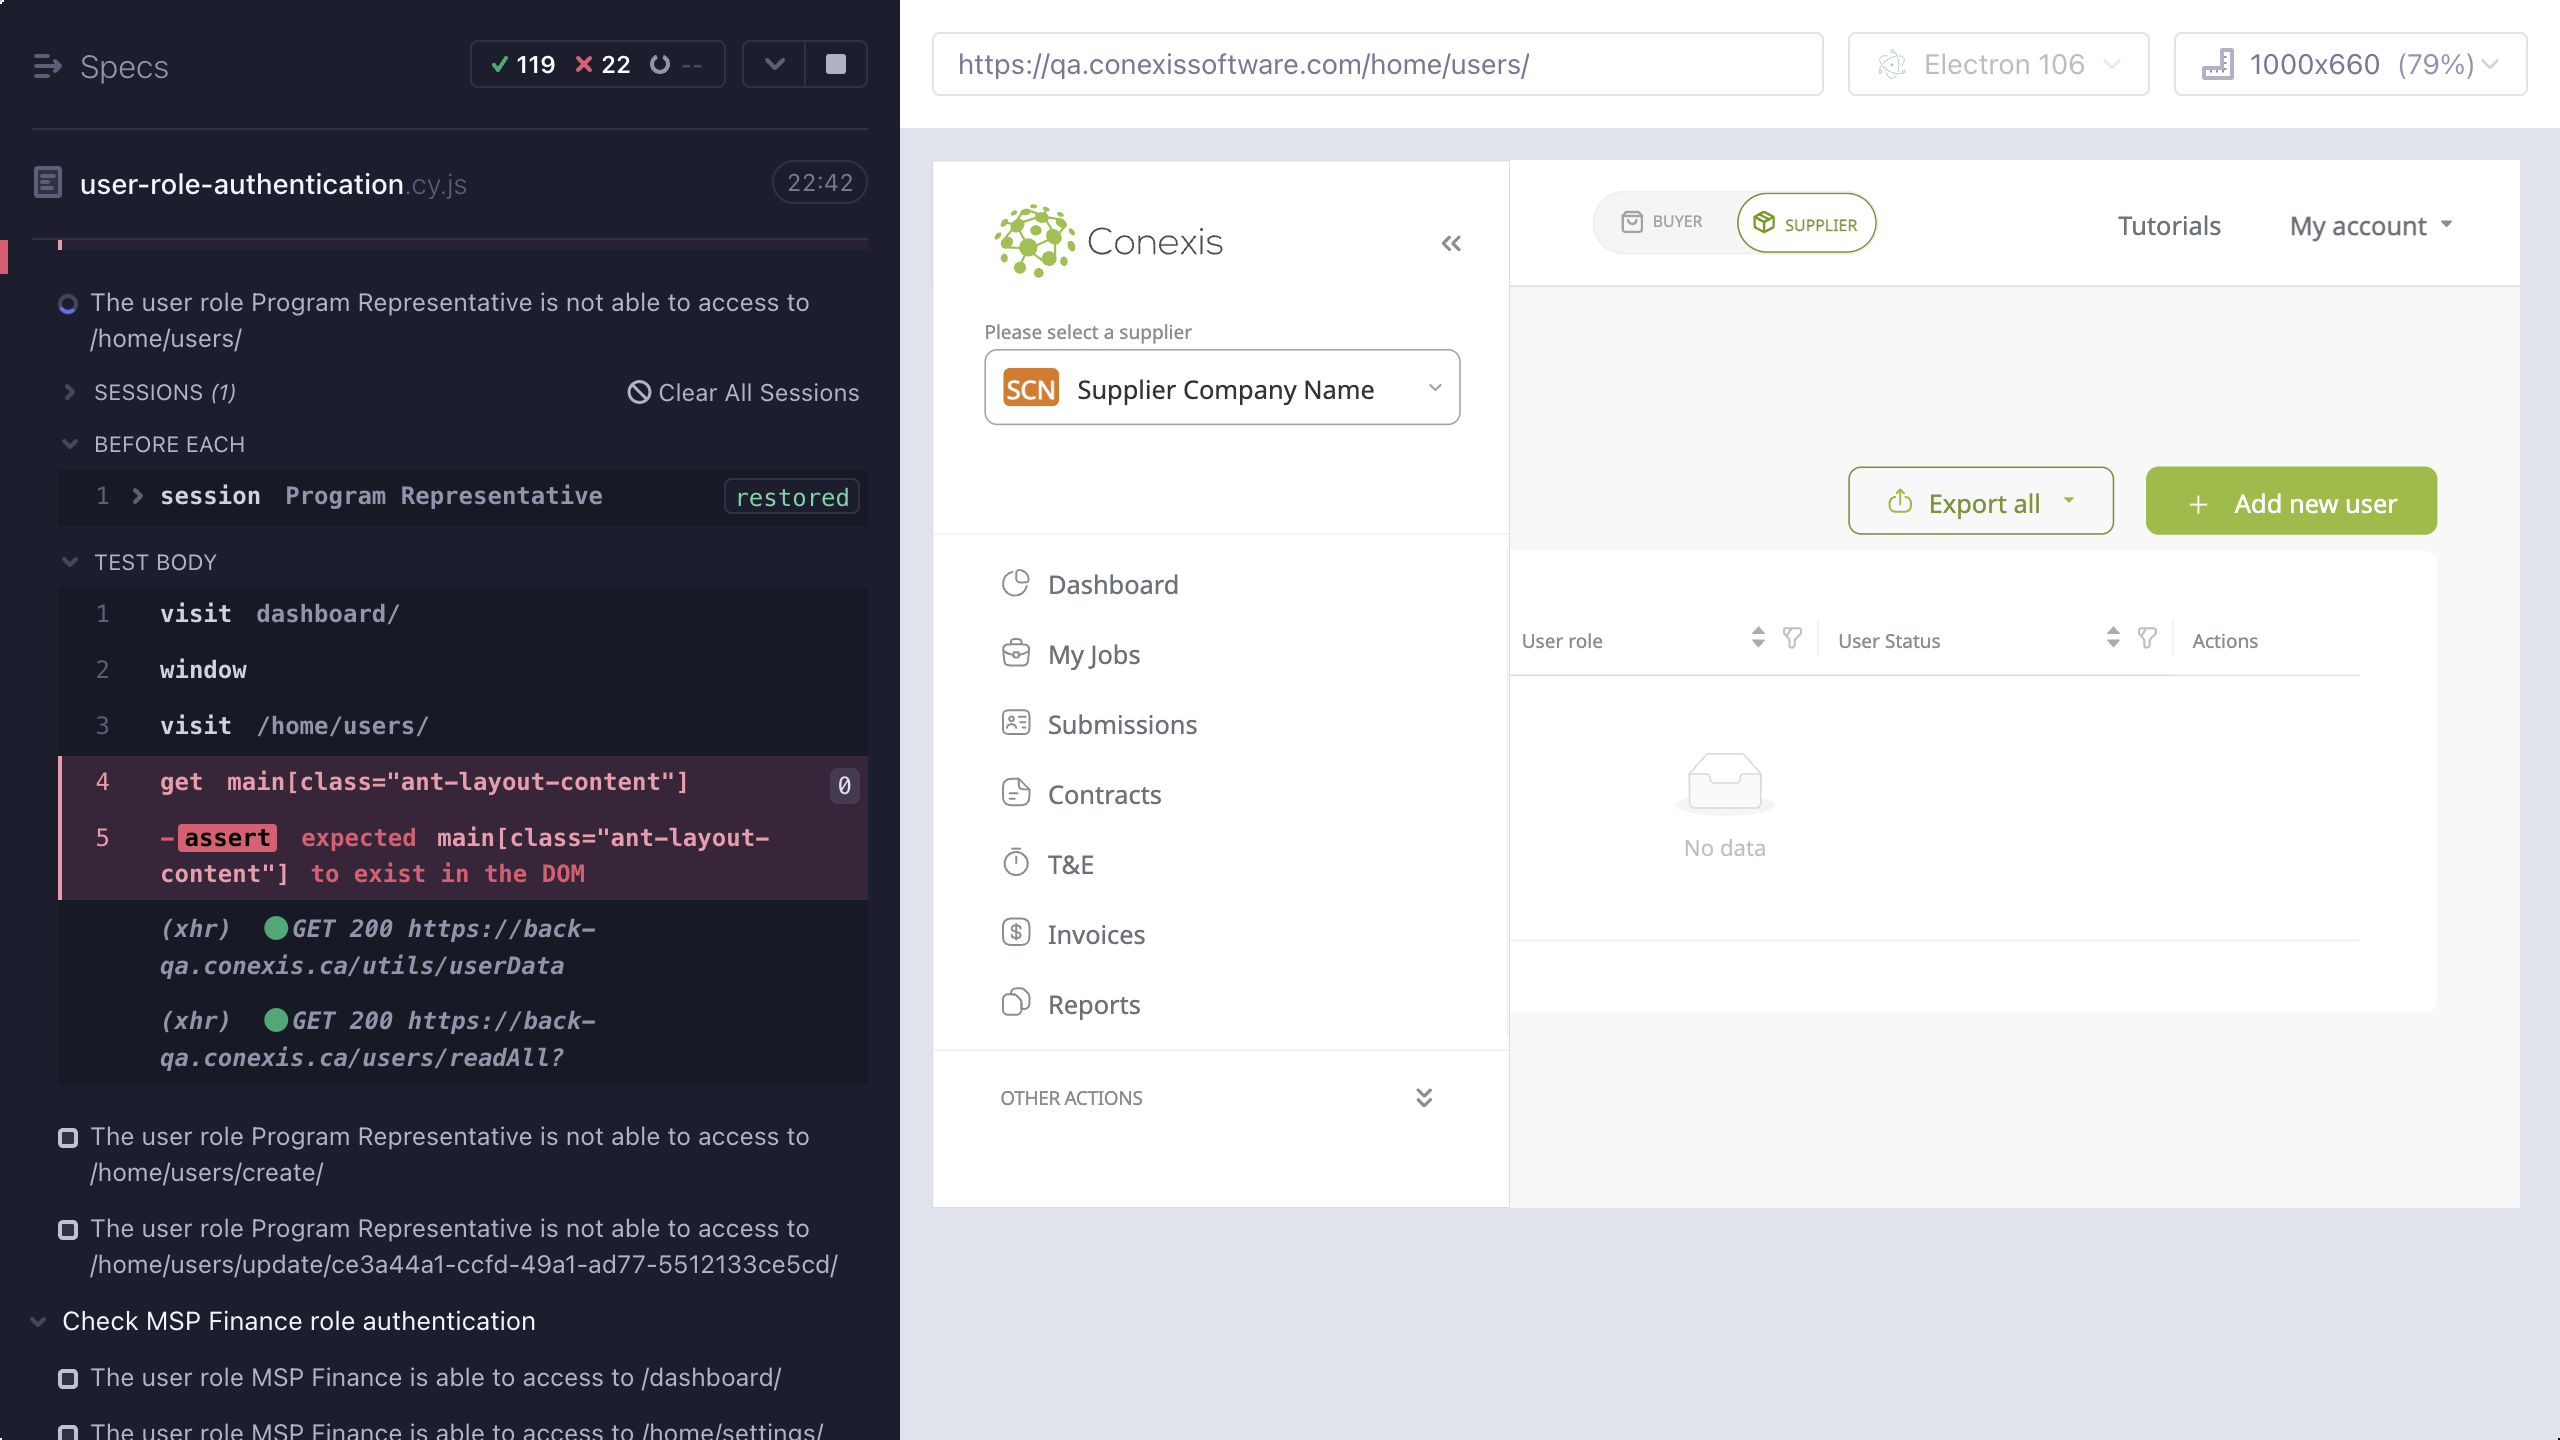 Specs
119 22 --
user-role-authentication.cy.js
22:42
The user role Program Representative is not able to access to
/home/users/
SESSIONS (1)
Clear All Sessions
BEFORE EACH
1 session Program Representative restored
TEST BODY
1 visit dashboard/
2 window
3 visit /home/users/
4 get main[class="ant-layout-content"] 0
5 -assert expected main[class="ant-layout-
content"] to exist in the DOM
(xhr) GET 200 https://back-
qa.conexis.ca/utils/userData
(xhr) GET 200 https://back-
qa.conexis.ca/users/readAll?
The user role Program Representative is not able to access to
/home/users/create/
The user role Program Representative is not able to access to
/home/users/update/ce3a44a1-ccfd-49a1-ad77-5512133ce5cd/
Check MSP Finance role authentication
The user role MSP Finance is able to access to /dashboard/
The user role MSP Finance is able to access to /home/settings/
https://qa.conexissoftware.com/home/users/
Electron 106
1000x660 (79%)
Conexis
Please select a supplier
SCN Supplier Company Name
Dashboard
My Jobs
Submissions
Contracts
T&E
Invoices
Reports
OTHER ACTIONS
BUYER
SUPPLIER
Tutorials
My account
Export all
+ Add new user
User role
User Status
Actions
No data